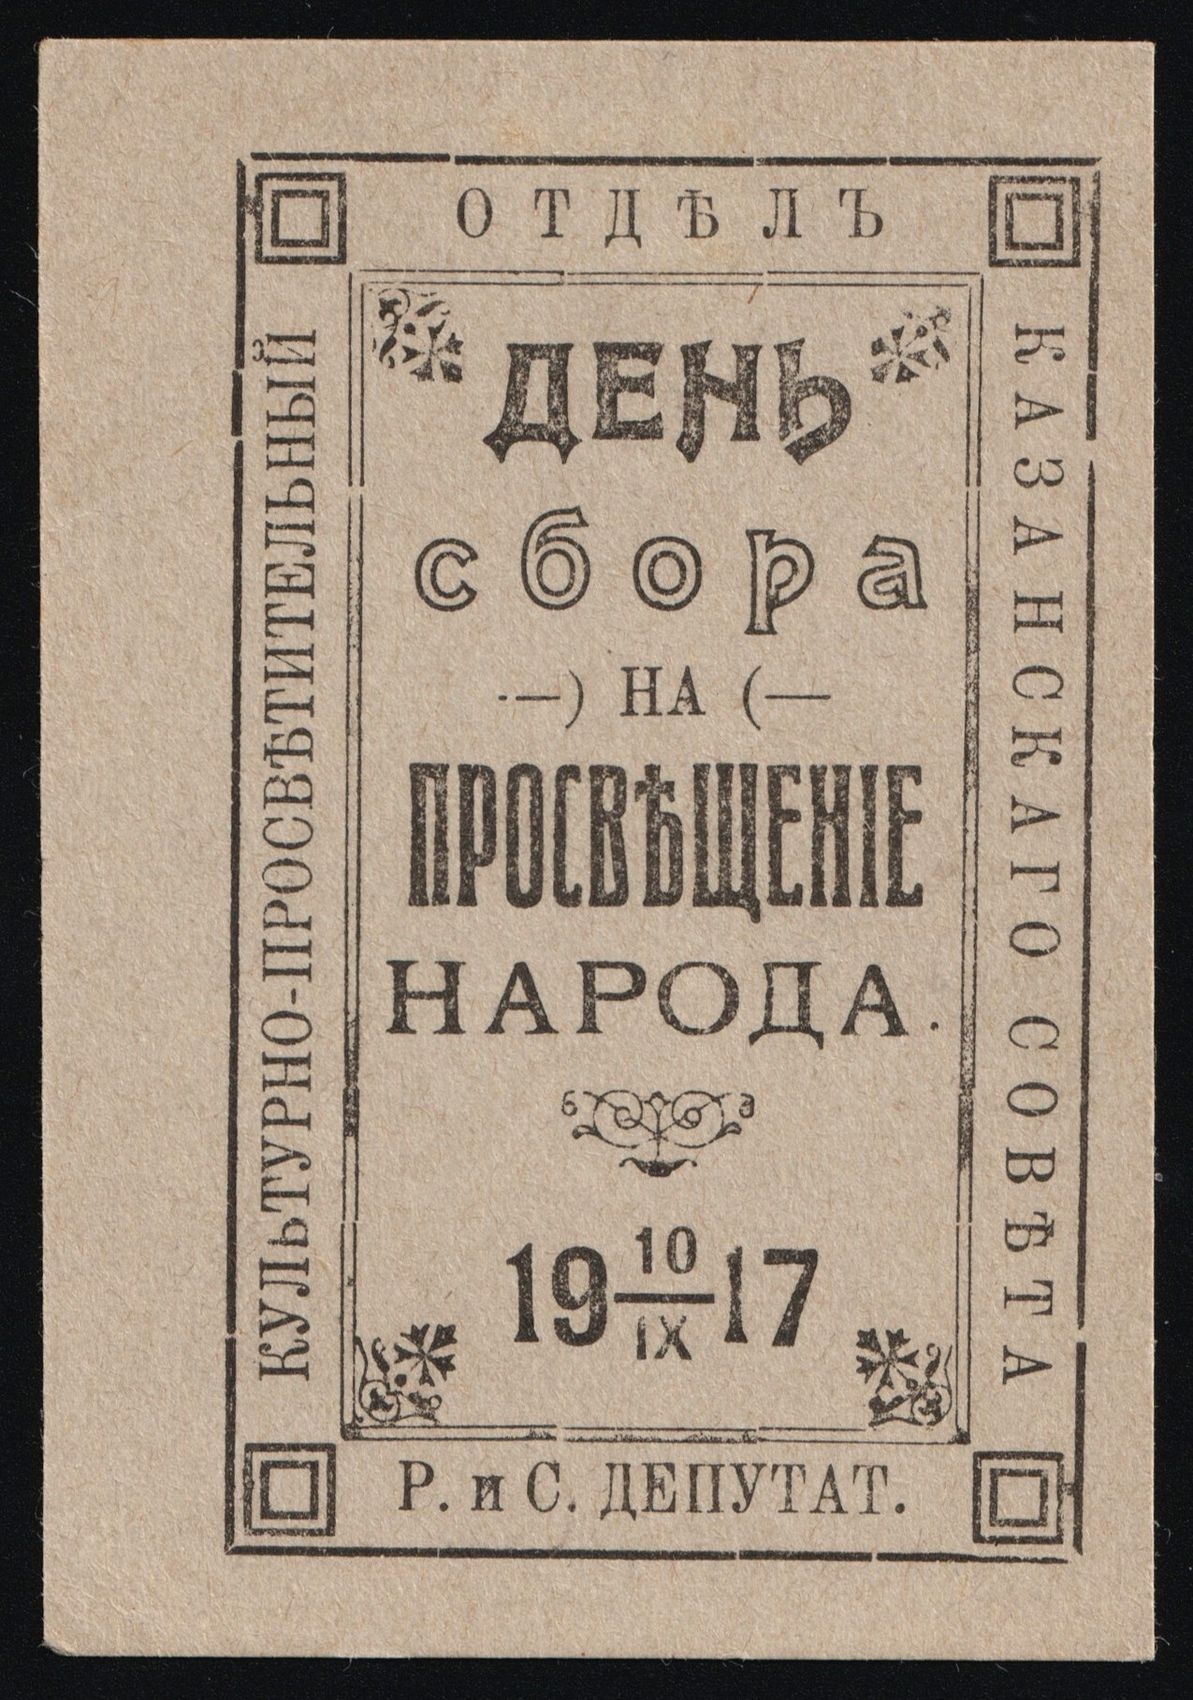 КУЛЬТУРНО-ПРОСВѢТИТЕЛЬНЫЙ
ОТДѢЛЪ
КАЗАНСКАГО СОВѢТА
Р. и С. ДЕПУТАТ.
ДЕНЬ
сбора
—) НА (—
ПРОСВѢЩЕНІЕ
НАРОДА.
19 10/IX 17